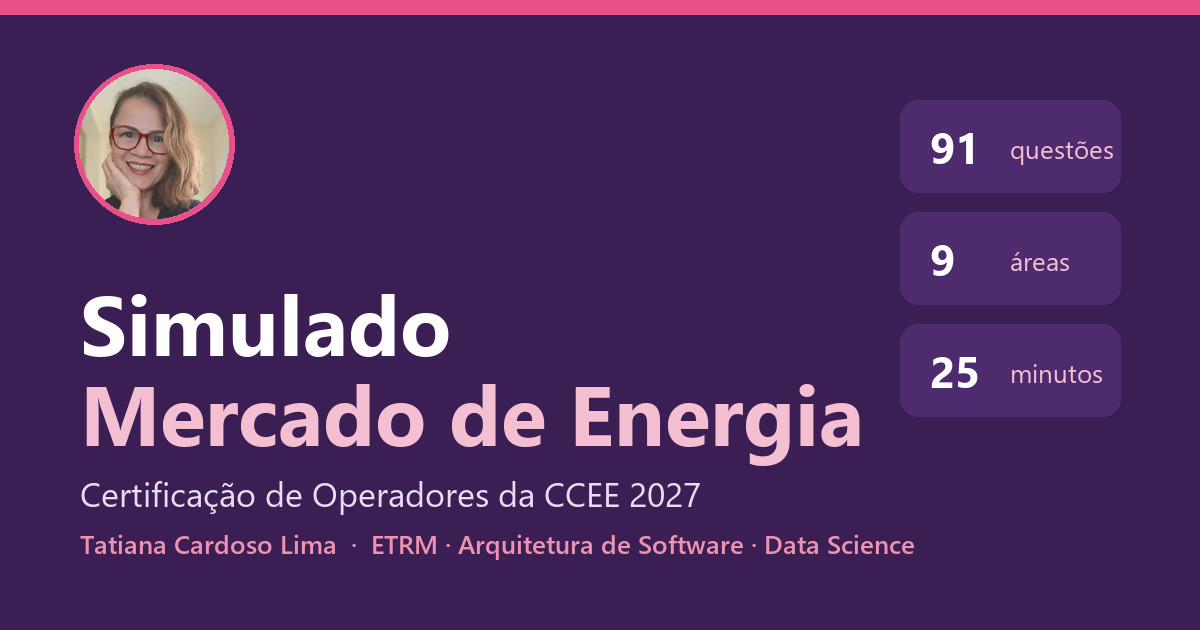 Simulado
Mercado de Energia
Certificação de Operadores da CCEE 2027
Tatiana Cardoso Lima · ETRM · Arquitetura de Software · Data Science
91 questões
9 áreas
25 minutos